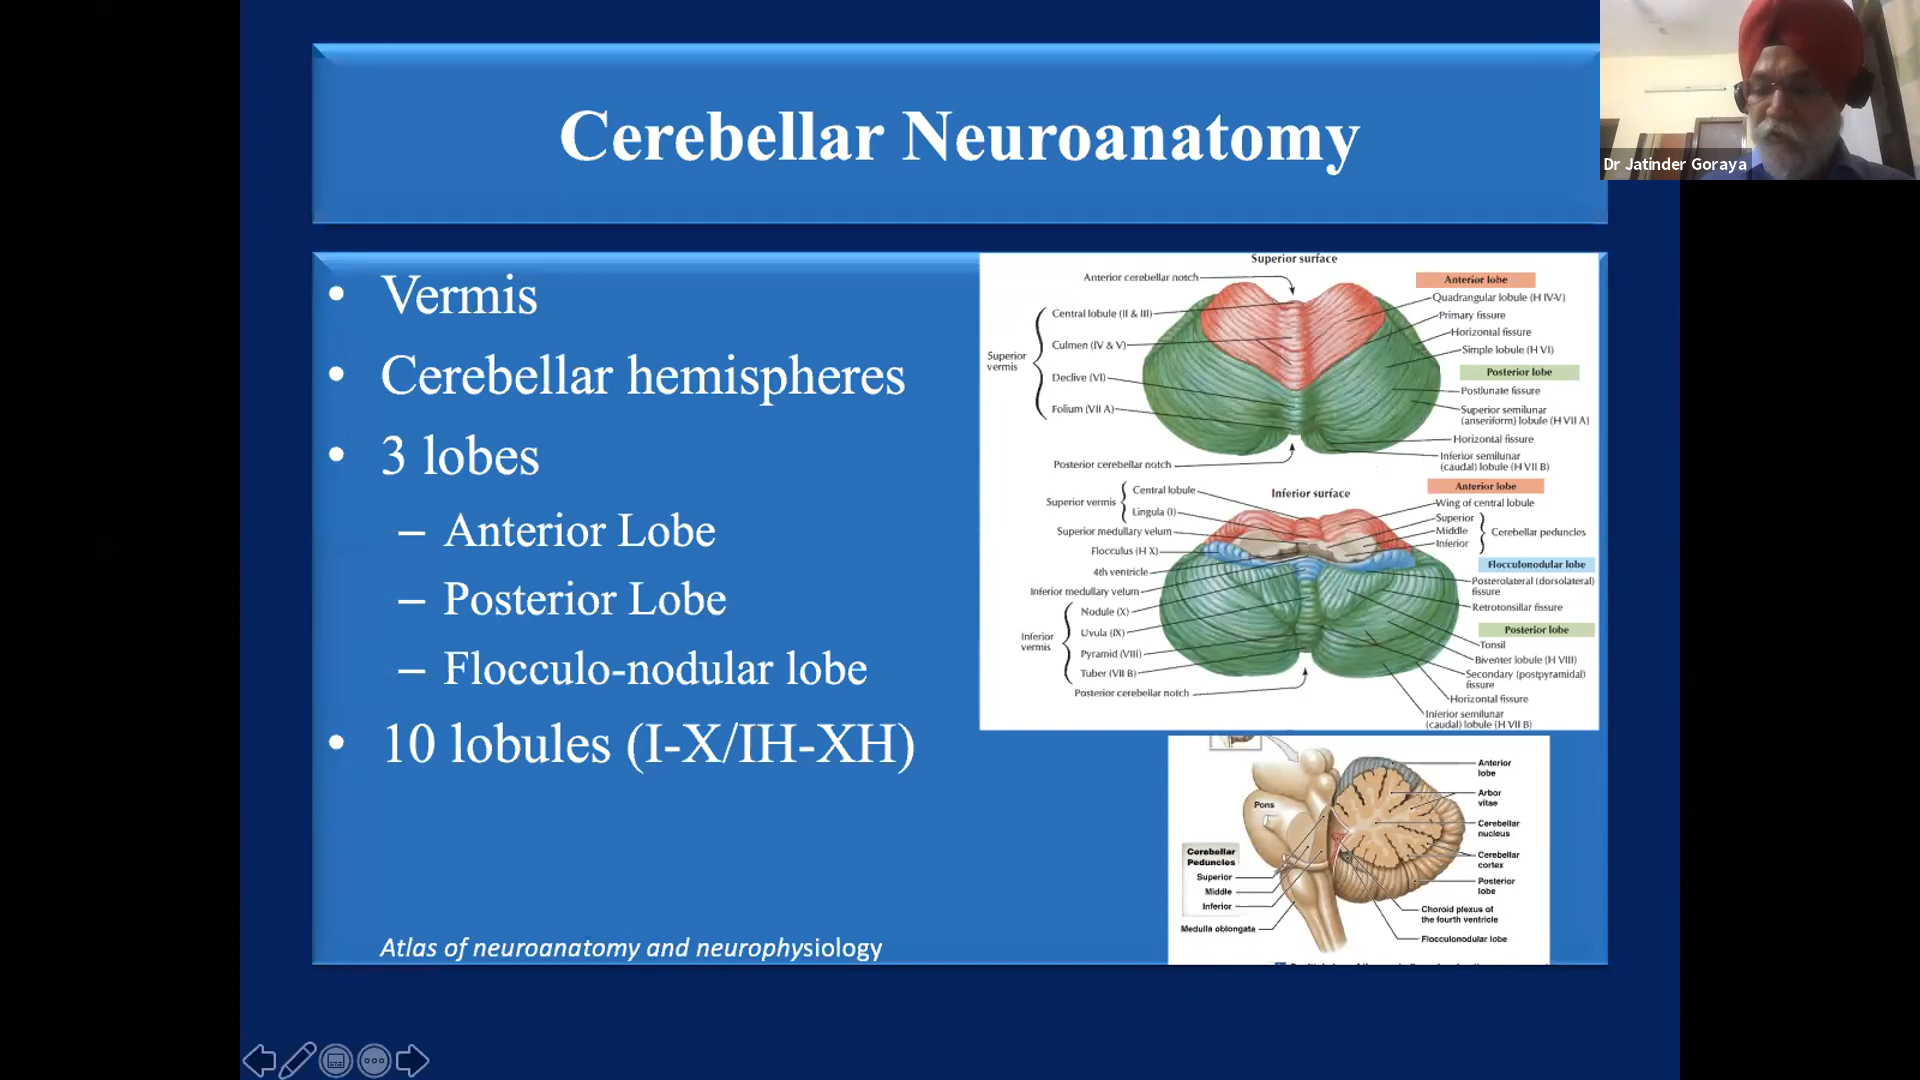 Cerebellar Neuroanatomy
Dr Jatinder Goraya
• Vermis
• Cerebellar hemispheres
• 3 lobes
– Anterior Lobe
– Posterior Lobe
– Flocculo-nodular lobe
• 10 lobules (I-X/IH-XH)
Atlas of neuroanatomy and neurophysiology
Superior surface
Anterior cerebellar notch
Central lobule (II & III)
Culmen (IV & V)
Superior
vermis
Declive (VI)
Folium (VII A)
Posterior cerebellar notch
Anterior lobe
Quadrangular lobule (H IV-V)
Primary fissure
Horizontal fissure
Simple lobule (H VI)
Posterior lobe
Postlunate fissure
Superior semilunar
(anseriform) lobule (H VII A)
Horizontal fissure
Inferior semilunar
(caudal) lobule (H VII B)
Inferior surface
Central lobule
Superior vermis
Lingula (I)
Superior medullary velum
Flocculus (H X)
4th ventricle
Inferior medullary velum
Nodule (X)
Uvula (IX)
Inferior
vermis
Pyramid (VIII)
Tuber (VII B)
Posterior cerebellar notch
Anterior lobe
Wing of central lobule
Superior
Middle
Inferior
Cerebellar peduncles
Flocculonodular lobe
Posterolateral (dorsolateral)
fissure
Retrotonsillar fissure
Posterior lobe
Tonsil
Biventer lobule (H VIII)
Secondary (postpyramidal)
fissure
Horizontal fissure
Inferior semilunar
(caudal) lobule (H VII B)
Pons
Cerebellar
Peduncles
Superior
Middle
Inferior
Medulla oblongata
Anterior
lobe
Arbor
vitae
Cerebellar
nucleus
Cerebellar
cortex
Posterior
lobe
Choroid plexus of
the fourth ventricle
Flocculonodular lobe